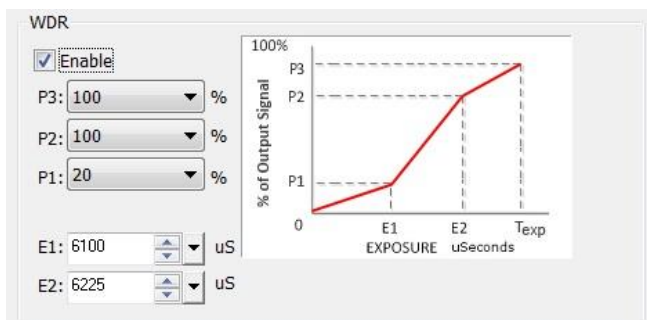 WDR
Enable
P3: 100 %
P2: 100 %
P1: 20 %
E1: 6100 uS
E2: 6225 uS
100%
P3
P2
P1
% of Output Signal
0 E1 E2 Texp
EXPOSURE uSeconds